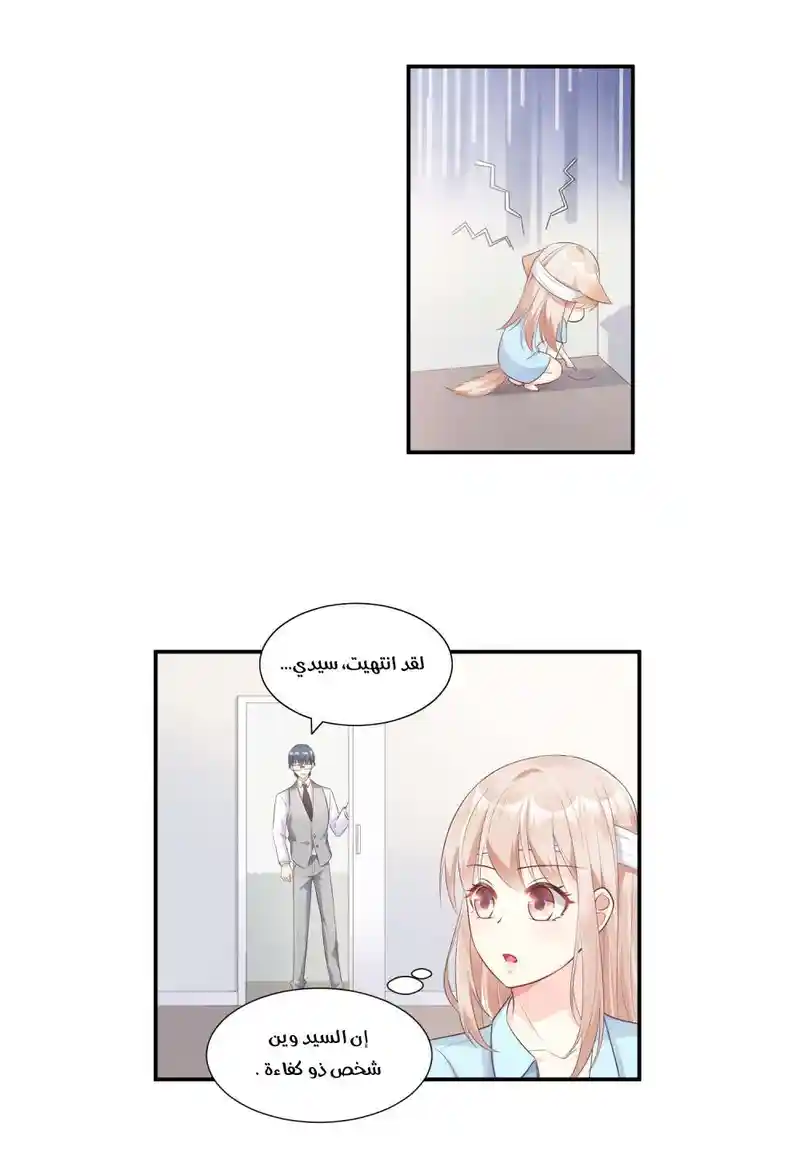 لقد انتهيت، سيدي...
إن السيد وين
شخص ذو كفاءة .